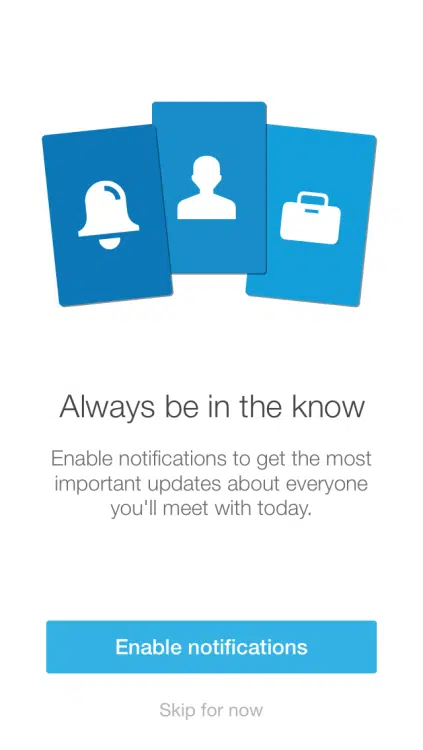 Always be in the know
Enable notifications to get the most
important updates about everyone
you'll meet with today.
Enable notifications
Skip for now